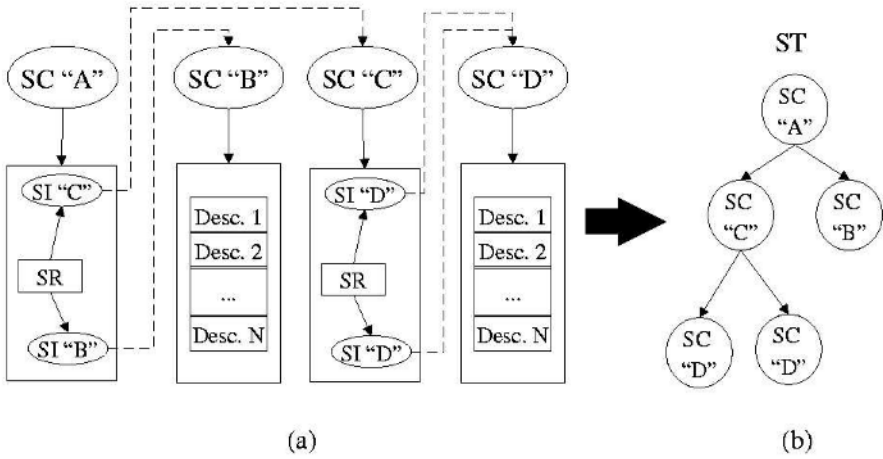 SC “A”
SC “B”
SC “C”
SC “D”
SI “C”
SR
SI “B”
Desc. 1
Desc. 2
...
Desc. N
SI “D”
SR
SI “D”
Desc. 1
Desc. 2
...
Desc. N
(a)
ST
SC
“A”
SC
“C”
SC
“B”
SC
“D”
SC
“D”
(b)